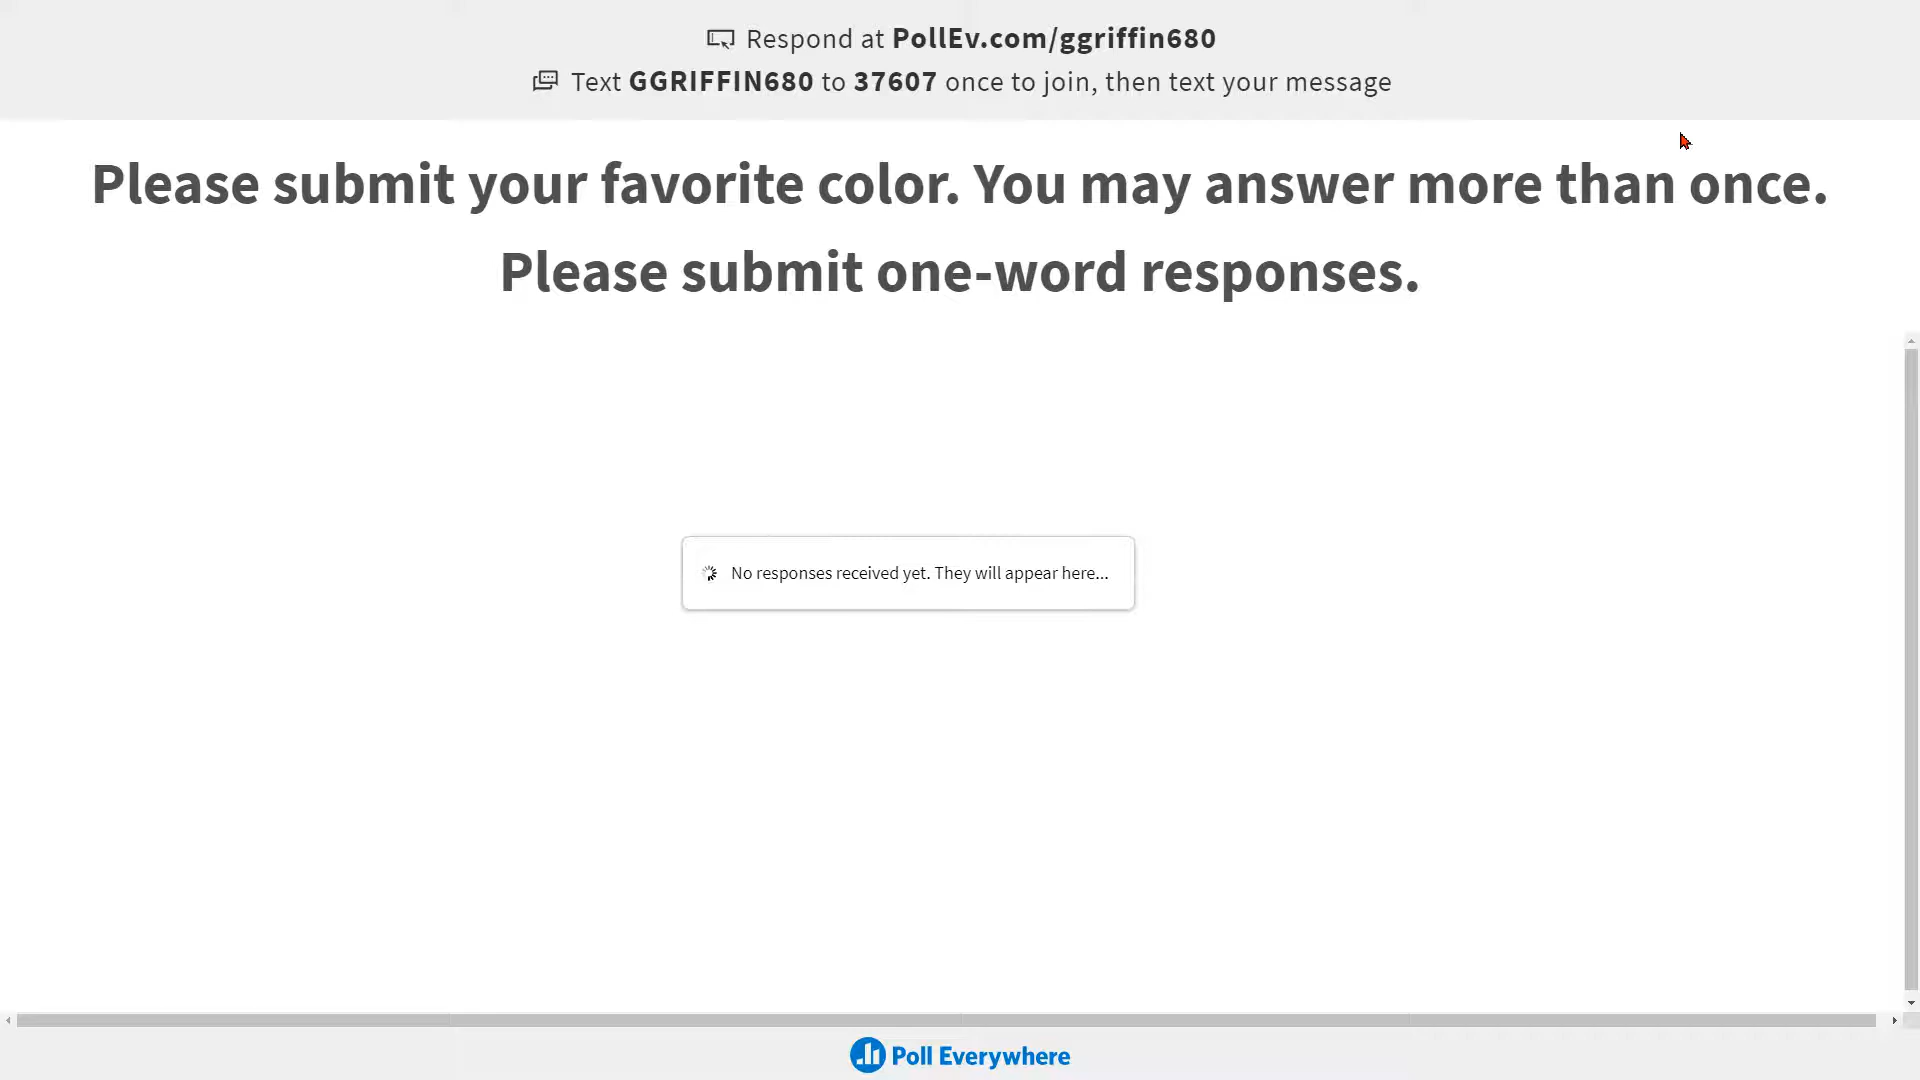 Respond at PollEv.com/ggriffin680
Text GGRIFFIN680 to 37607 once to join, then text your message
Please submit your favorite color. You may answer more than once.
Please submit one-word responses.
No responses received yet. They will appear here...
Poll Everywhere